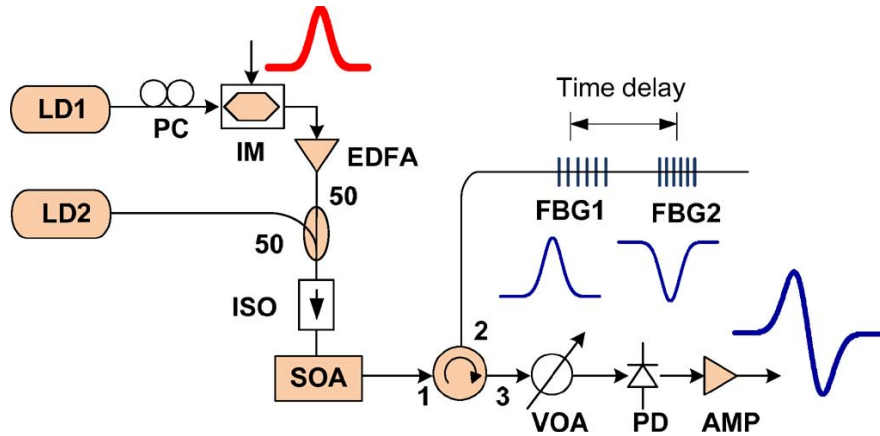 LD1
PC
IM
EDFA
Time delay
LD2
50
50
FBG1
FBG2
ISO
SOA
1
2
3
VOA
PD
AMP